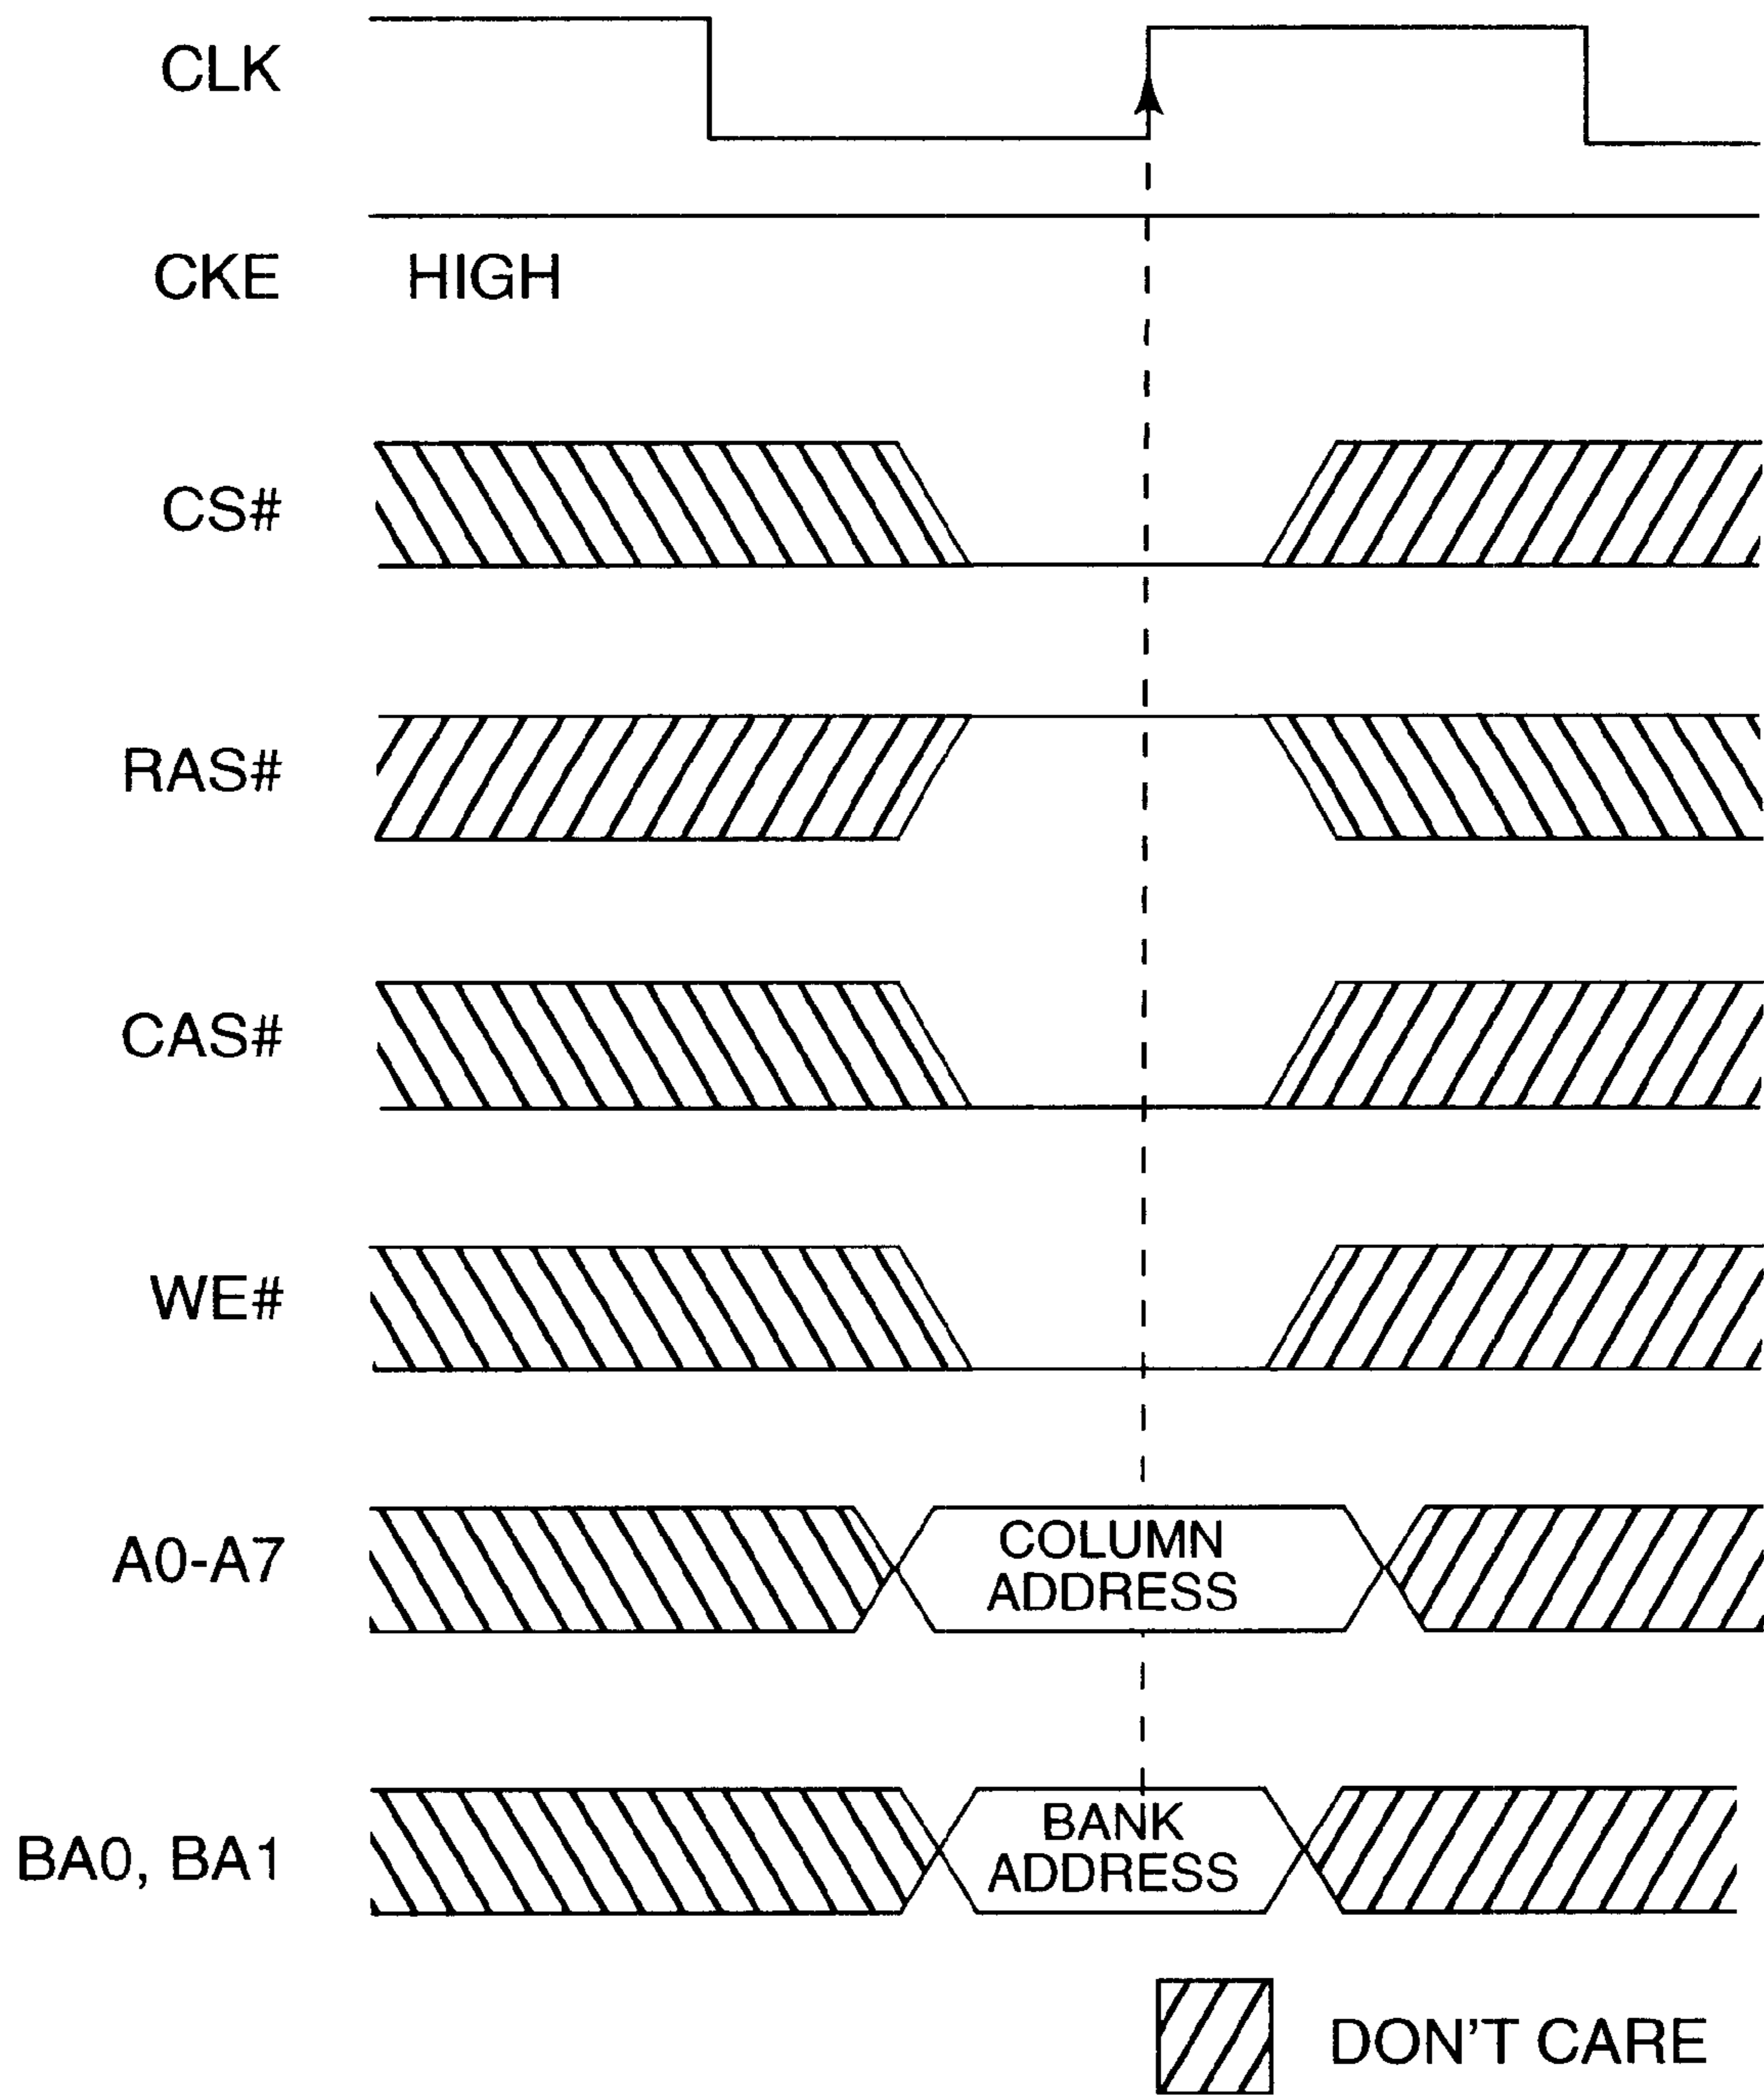 CLK
CKE HIGH
CS#
RAS#
CAS#
WE#
A0-A7
COLUMN
ADDRESS
BA0, BA1
BANK
ADDRESS
DON'T CARE